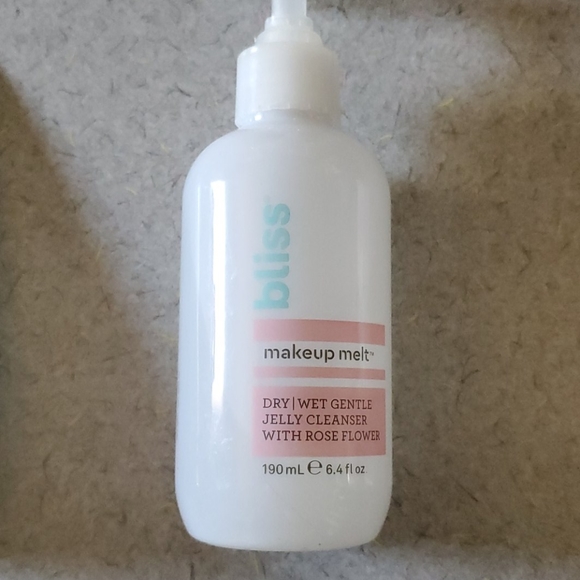 bliss
makeup melt™
DRY | WET GENTLE
JELLY CLEANSER
WITH ROSE FLOWER
190 mL ℮ 6.4 fl oz